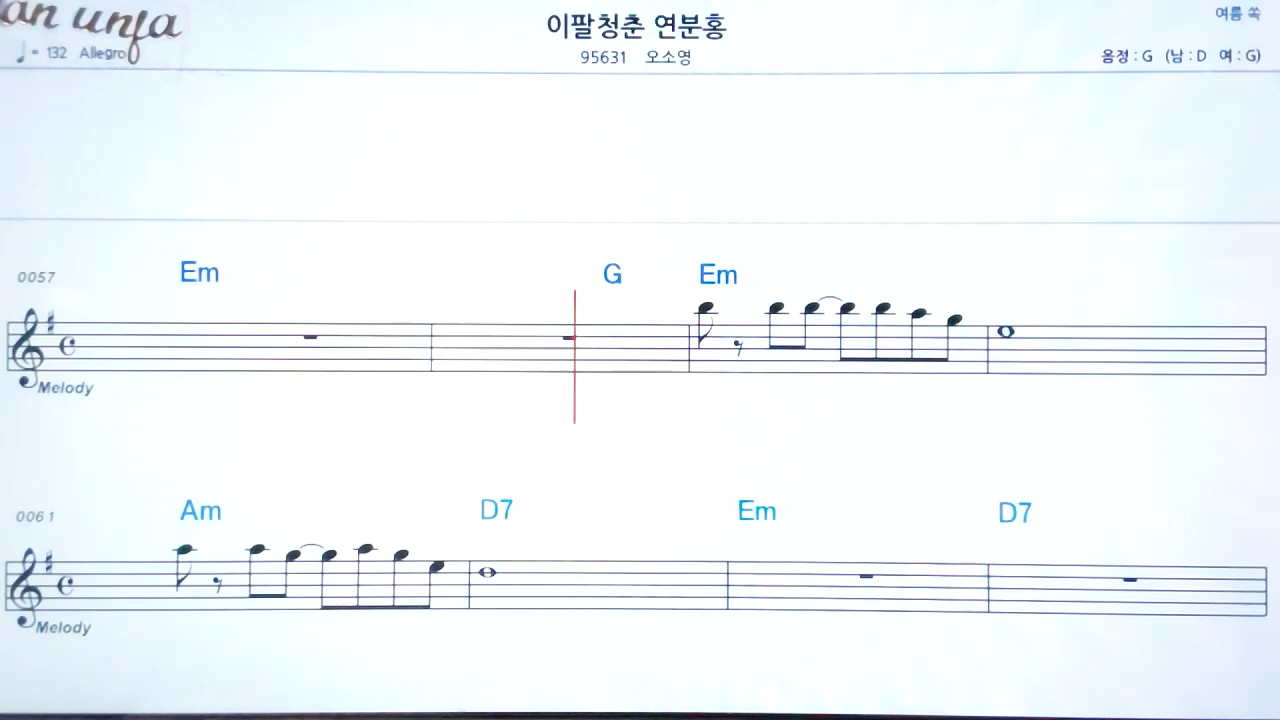 an unfa
이팔청춘 연분홍
여름 쏙
= 132 Allegro
95631 오소영
음정 : G (남 : D 여 : G)
0057
Em G Em
Melody
0061
Am D7 Em D7
Melody